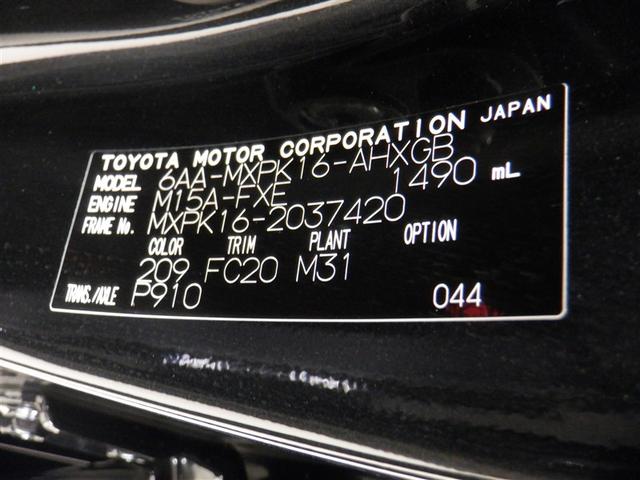 TOYOTA MOTOR CORPORATION JAPAN
MODEL 6AA-MXPK16-AHXGB
ENGINE M15A-FXE 1490 mL
FRAME No. MXPK16-2037420
COLOR TRIM PLANT OPTION
209 FC20 M31
TRANS./AXLE P910 044